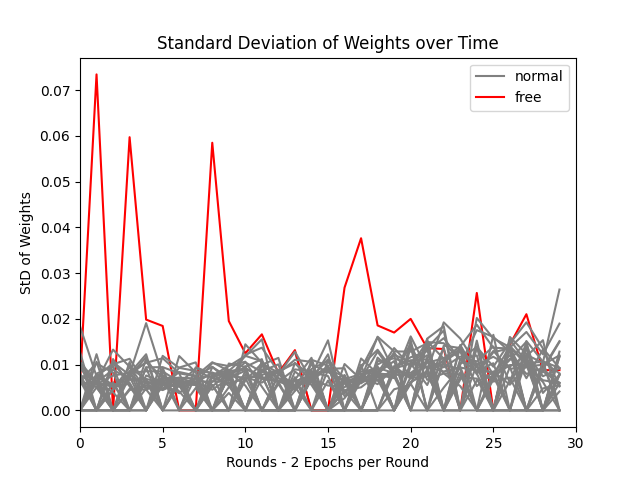 Standard Deviation of Weights over Time
normal
free
StD of Weights
0.07
0.06
0.05
0.04
0.03
0.02
0.01
0.00
0 5 10 15 20 25 30
Rounds - 2 Epochs per Round